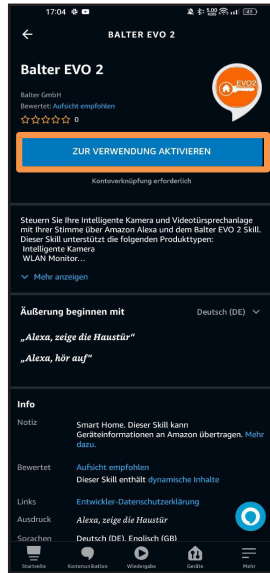 17:04
BALTER EVO 2
Balter EVO 2
EVO2
Balter GmbH
Bewertet: Aufsicht empfohlen
0
ZUR VERWENDUNG AKTIVIEREN
Kontoverknüpfung erforderlich
Steuern Sie Ihre Intelligente Kamera und Videotürsprechanlage
mit Ihrer Stimme über Amazon Alexa und dem Balter EVO 2 Skill.
Dieser Skill unterstützt die folgenden Produkttypen:
Intelligente Kamera
WLAN Monitor...
Mehr anzeigen
Äußerung beginnen mit
Deutsch (DE)
„Alexa, zeige die Haustür“
„Alexa, hör auf“
Info
Notiz
Smart Home. Dieser Skill kann
Geräteinformationen an Amazon übertragen. Mehr
dazu.
Bewertet
Aufsicht empfohlen
Dieser Skill enthält dynamische Inhalte
Links
Entwickler-Datenschutzerklärung
Ausdruck
Alexa, zeige die Haustür
Sprachen
Deutsch (DE), Englisch (GB)
Startseite
Kommunikation
Wiedergabe
Geräte
Mehr